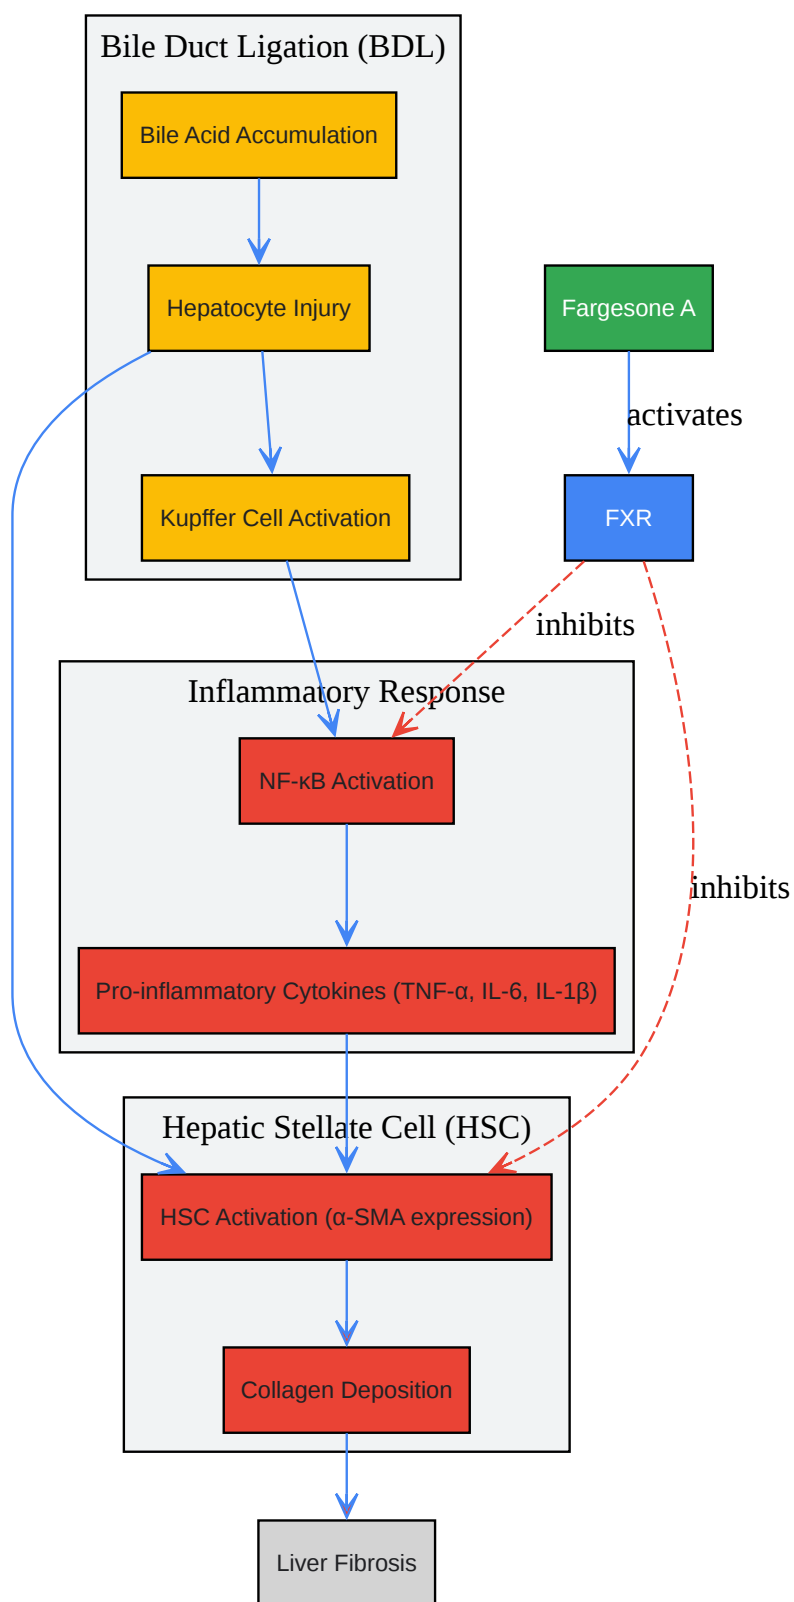 Bile Duct Ligation (BDL)
Bile Acid Accumulation
Hepatocyte Injury
Fargesone A
activates
Kupffer Cell Activation
FXR
inhibits
Inflammatory Response
NF-κB Activation
inhibits
Pro-inflammatory Cytokines (TNF-α, IL-6, IL-1β)
Hepatic Stellate Cell (HSC)
HSC Activation (α-SMA expression)
Collagen Deposition
Liver Fibrosis